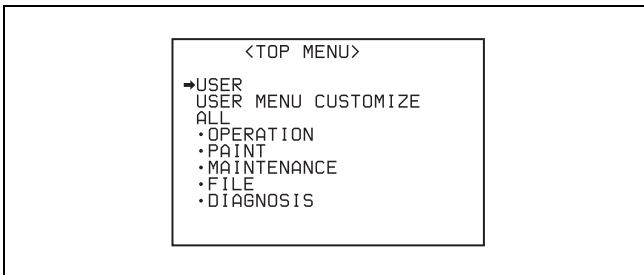 <TOP MENU>
➡USER
USER MENU CUSTOMIZE
ALL
・OPERATION
・PAINT
・MAINTENANCE
・FILE
・DIAGNOSIS